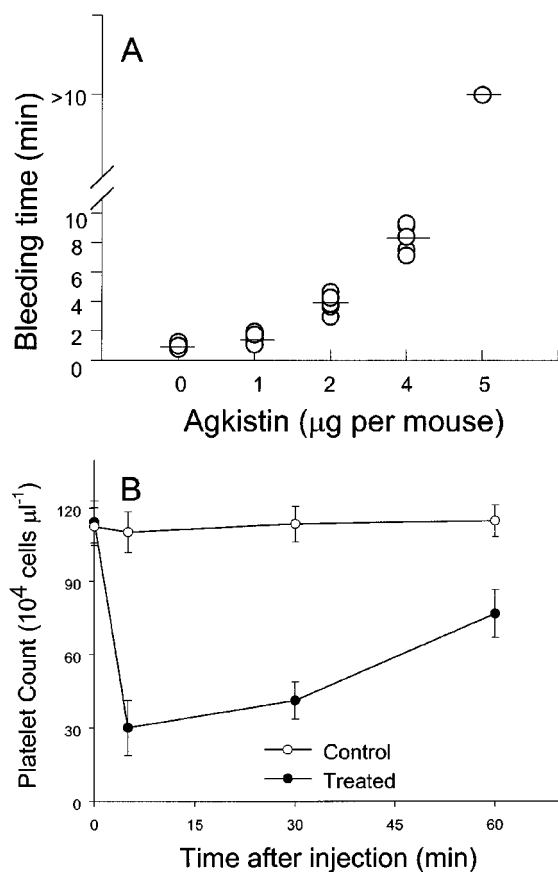 A
Bleeding time (min)
>10
10
8
6
4
2
0
0 1 2 4 5
Agkistin (μg per mouse)
B
Platelet Count (10⁴ cells μl⁻¹)
120
90
60
30
0
Control
Treated
0 15 30 45 60
Time after injection (min)